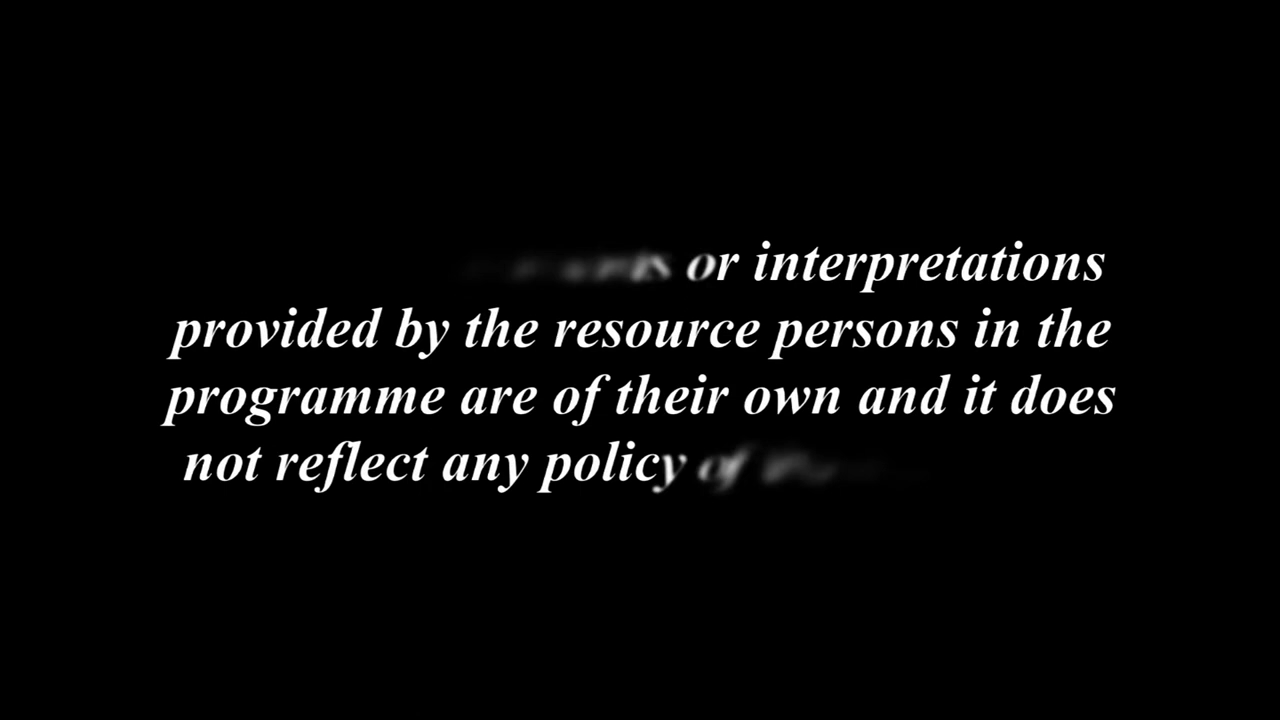 or interpretations
provided by the resource persons in the
programme are of their own and it does
not reflect any policy of